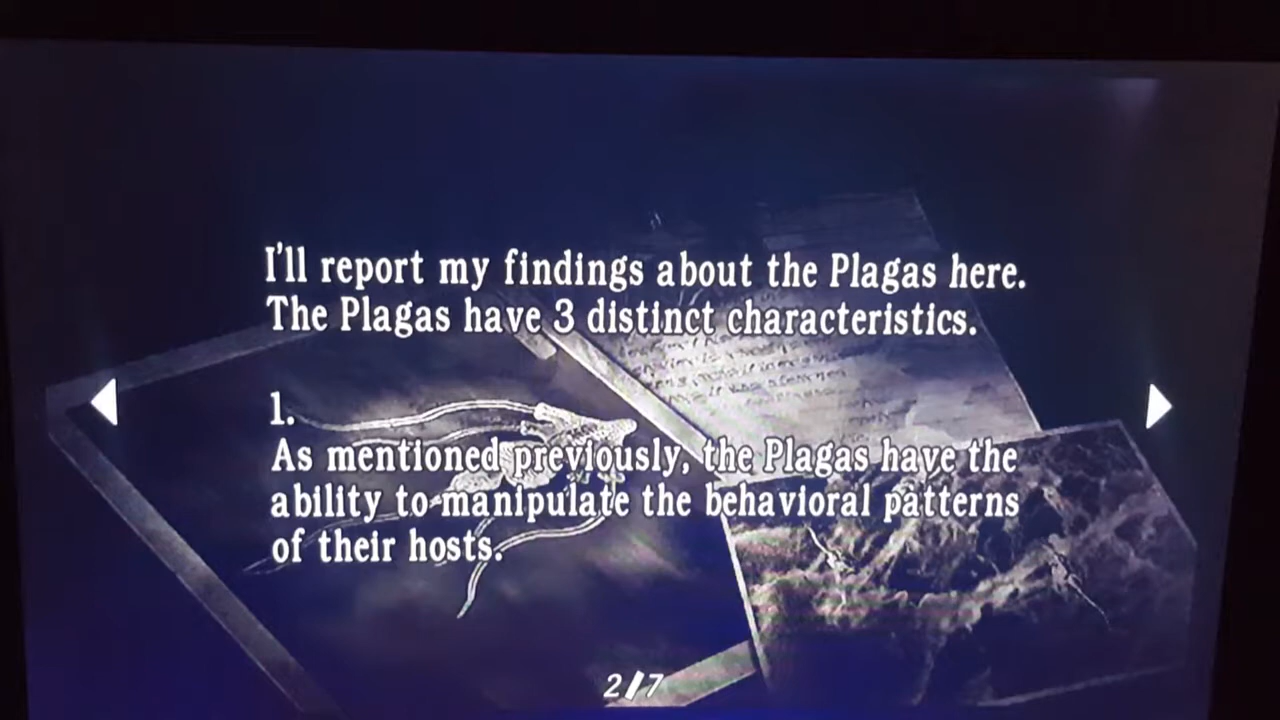 I'll report my findings about the Plagas here.
The Plagas have 3 distinct characteristics.
1.
As mentioned previously, the Plagas have the
ability to manipulate the behavioral patterns
of their hosts.
2/7